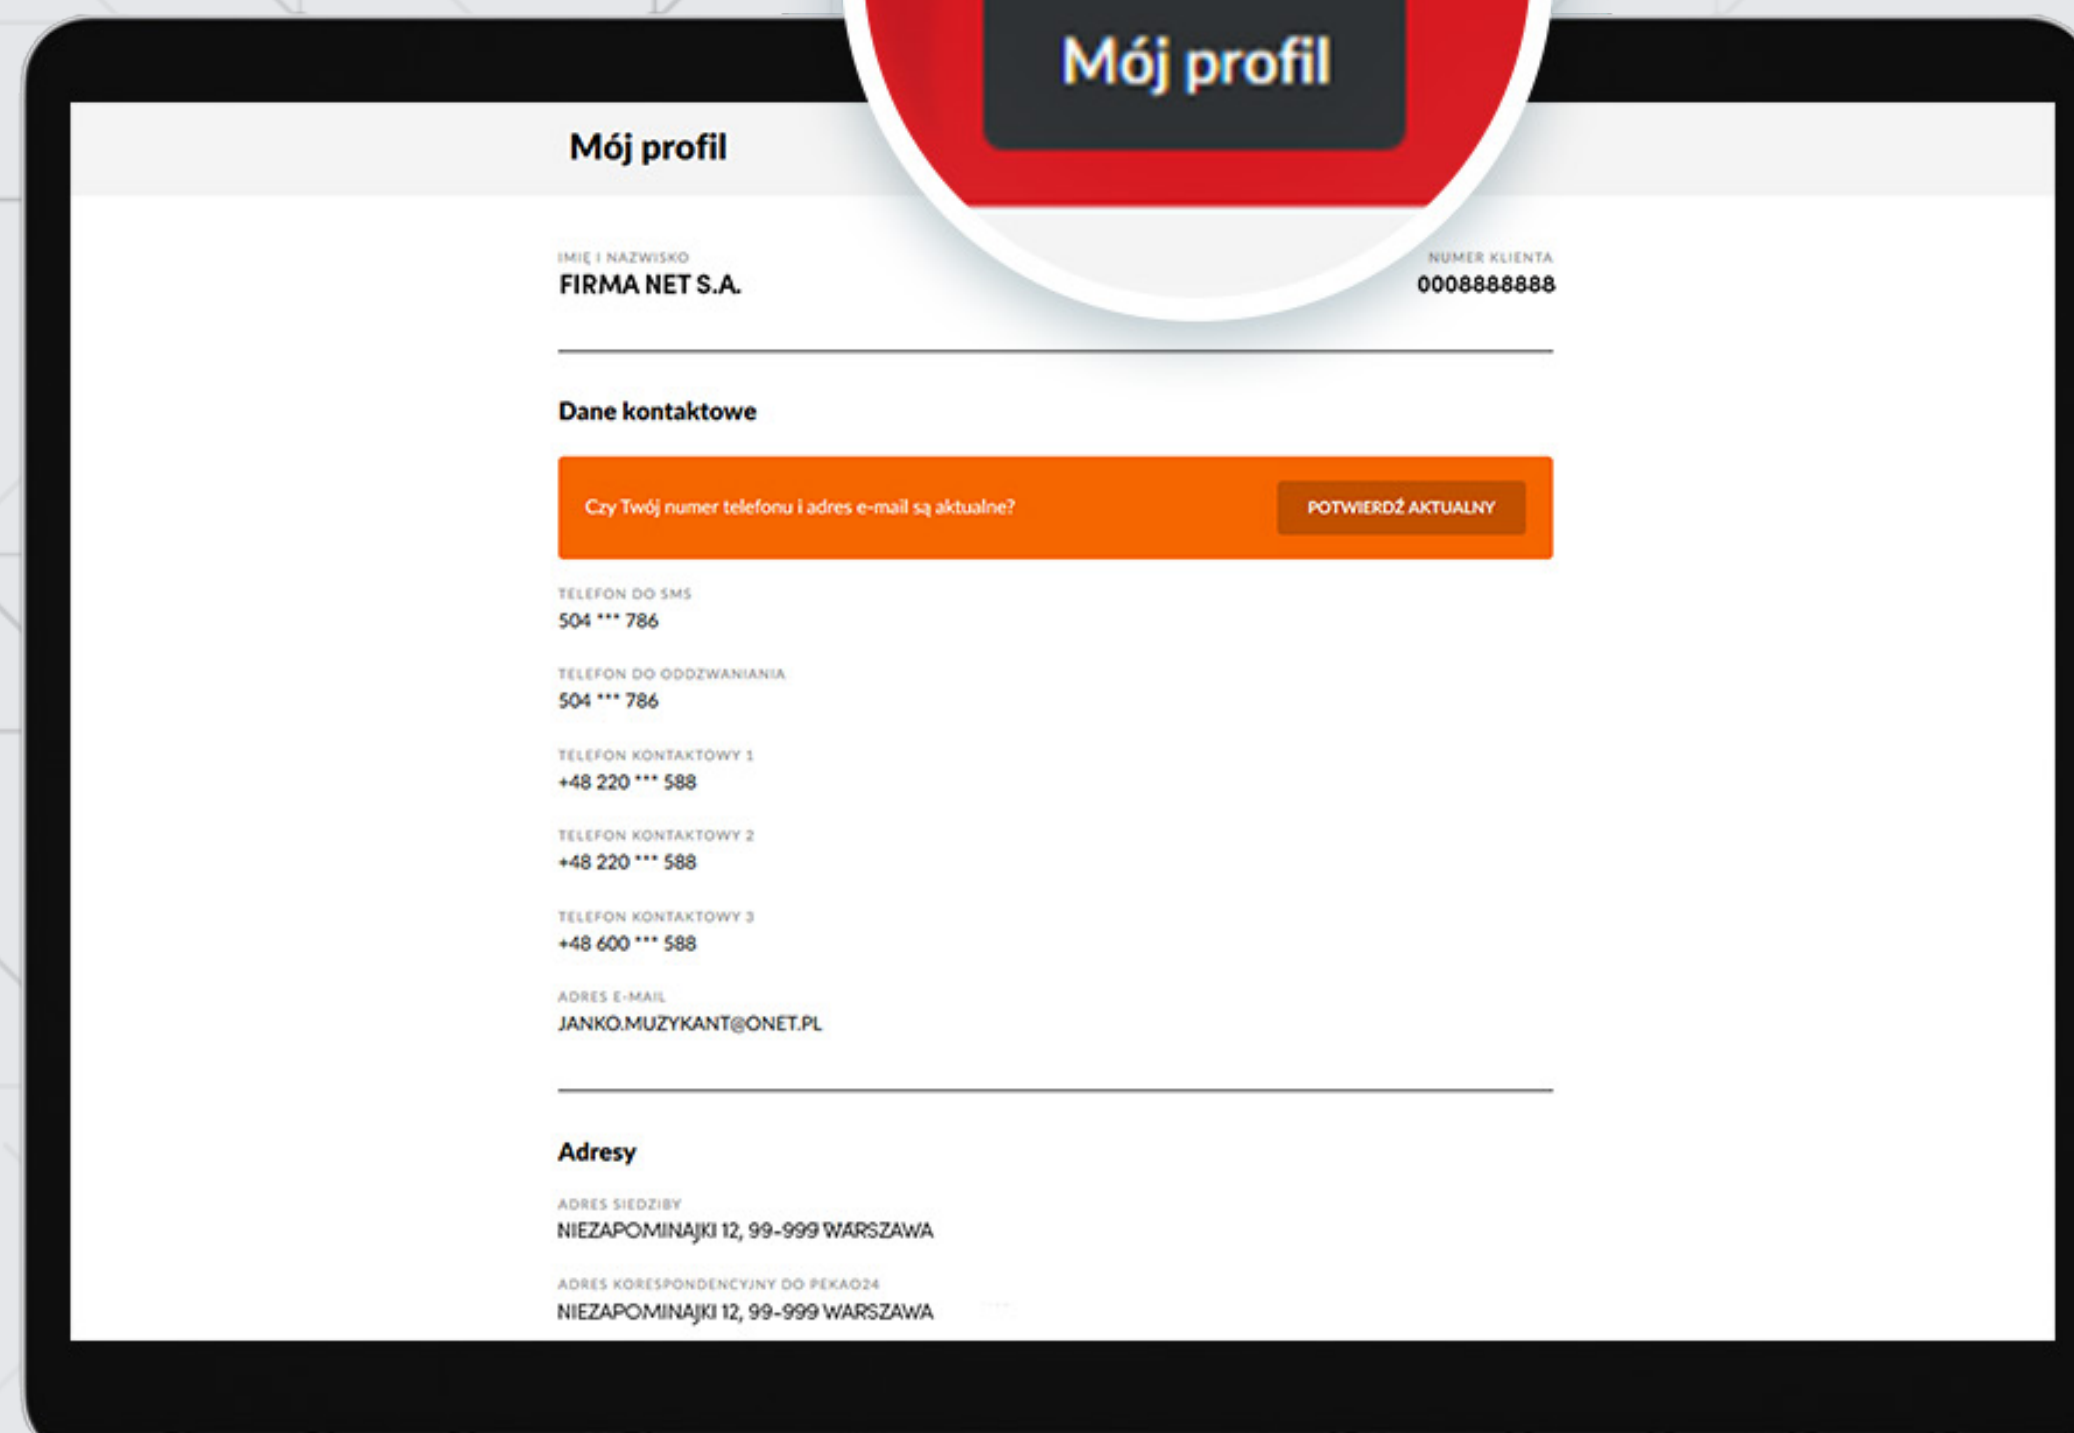 Mój profil
Mój profil
IMIĘ I NAZWISKO
FIRMA NET S.A.
NUMER KLIENTA
0008888888
Dane kontaktowe
Czy Twój numer telefonu i adres e-mail są aktualne?
POTWIERDŹ AKTUALNY
TELEFON DO SMS
504 *** 786
TELEFON DO ODDZWANIANIA
504 *** 786
TELEFON KONTAKTOWY 1
+48 220 *** 588
TELEFON KONTAKTOWY 2
+48 220 *** 588
TELEFON KONTAKTOWY 3
+48 600 *** 588
ADRES E-MAIL
JANKO.MUZYKANT@ONET.PL
Adresy
ADRES SIEDZIBY
NIEZAPOMINAJKI 12, 99-999 WARSZAWA
ADRES KORESPONDENCYJNY DO PEKAO24
NIEZAPOMINAJKI 12, 99-999 WARSZAWA